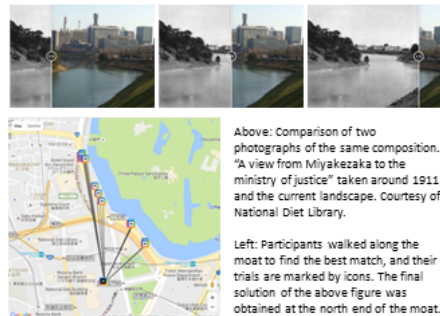 Above: Comparison of two
photographs of the same composition.
"A view from Miyakezaka to the
ministry of justice" taken around 1911
and the current landscape. Courtesy of
National Diet Library.
Left: Participants walked along the
moat to find the best match, and their
trials are marked by icons. The final
solution of the above figure was
obtained at the north end of the moat.